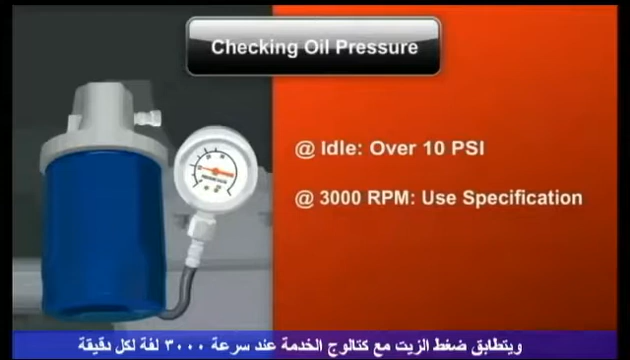 Checking Oil Pressure
@ Idle: Over 10 PSI
@ 3000 RPM: Use Specification
ويتطابق ضغط الزيت مع كتالوج الخدمة عند سرعة ٣٠٠٠ لفة لكل دقيقة